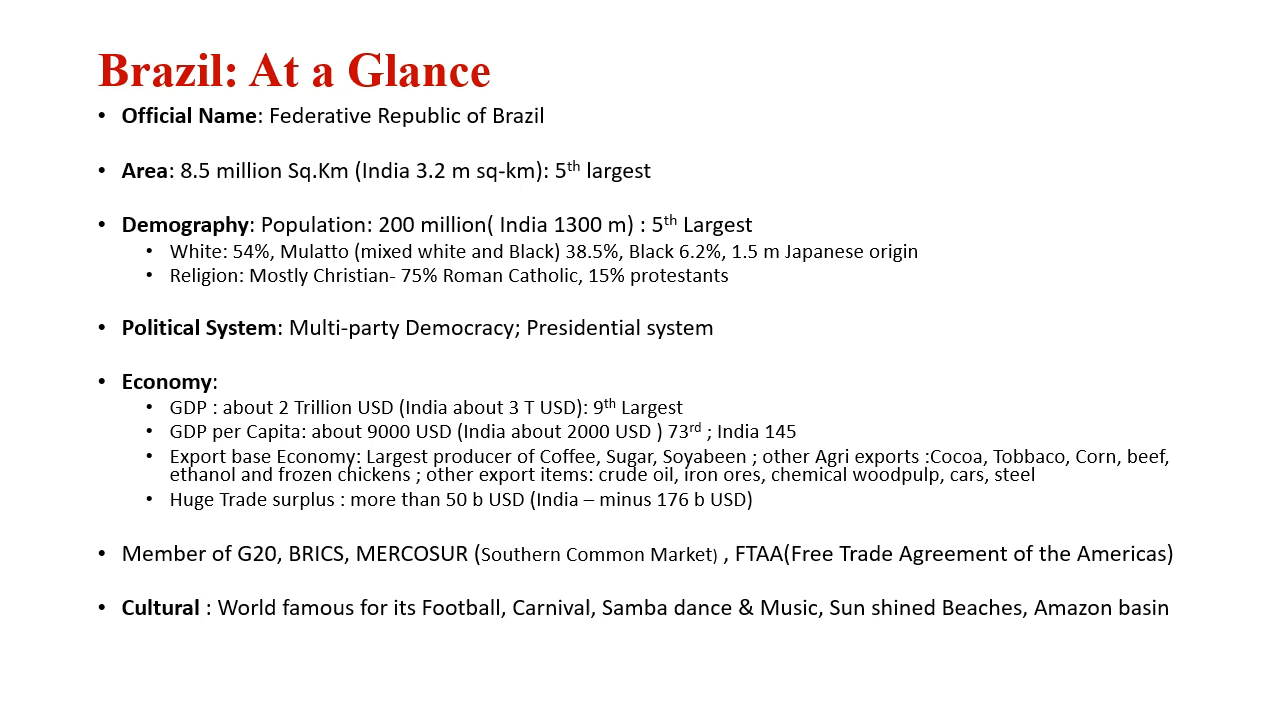 Brazil: At a Glance
• Official Name: Federative Republic of Brazil
• Area: 8.5 million Sq.Km (India 3.2 m sq-km): 5th largest
• Demography: Population: 200 million( India 1300 m) : 5th Largest
• White: 54%, Mulatto (mixed white and Black) 38.5%, Black 6.2%, 1.5 m Japanese origin
• Religion: Mostly Christian- 75% Roman Catholic, 15% protestants
• Political System: Multi-party Democracy; Presidential system
• Economy:
• GDP : about 2 Trillion USD (India about 3 T USD): 9th Largest
• GDP per Capita: about 9000 USD (India about 2000 USD ) 73rd ; India 145
• Export base Economy: Largest producer of Coffee, Sugar, Soyabeen ; other Agri exports :Cocoa, Tobbaco, Corn, beef,
ethanol and frozen chickens ; other export items: crude oil, iron ores, chemical woodpulp, cars, steel
• Huge Trade surplus : more than 50 b USD (India – minus 176 b USD)
• Member of G20, BRICS, MERCOSUR (Southern Common Market) , FTAA(Free Trade Agreement of the Americas)
• Cultural : World famous for its Football, Carnival, Samba dance & Music, Sun shined Beaches, Amazon basin